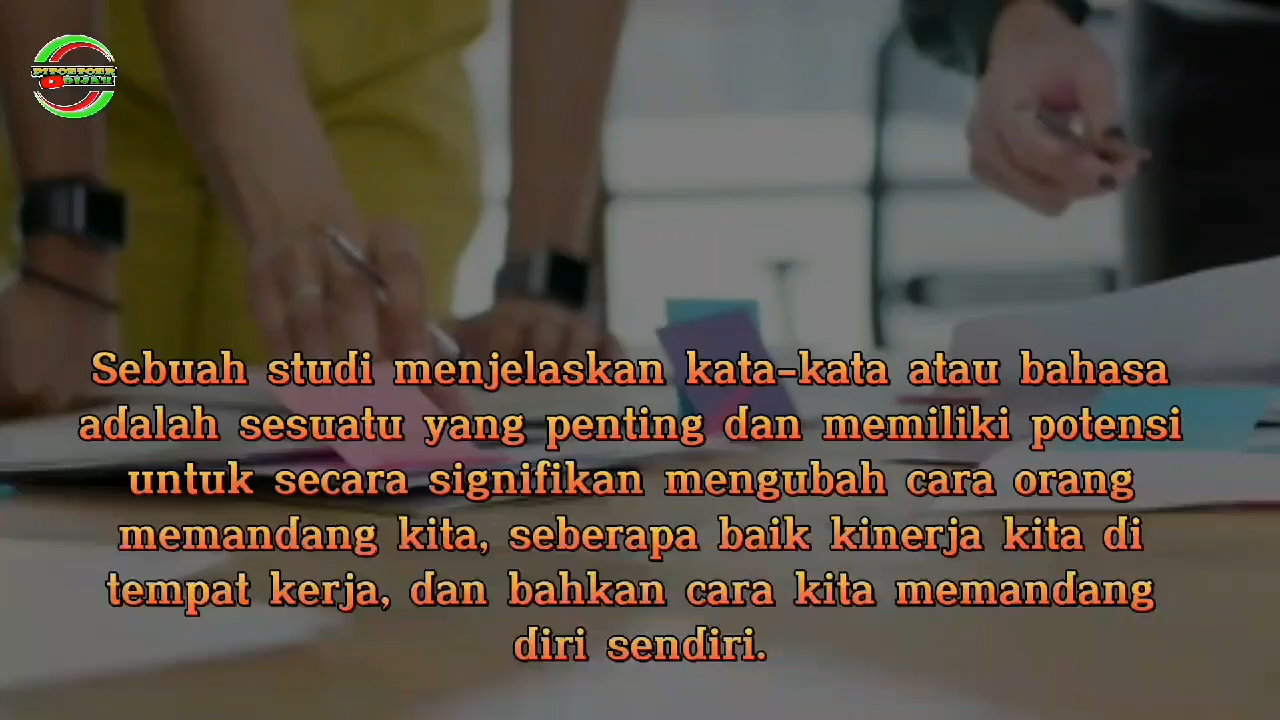 Sebuah studi menjelaskan kata-kata atau bahasa
adalah sesuatu yang penting dan memiliki potensi
untuk secara signifikan mengubah cara orang
memandang kita, seberapa baik kinerja kita di
tempat kerja, dan bahkan cara kita memandang
diri sendiri.